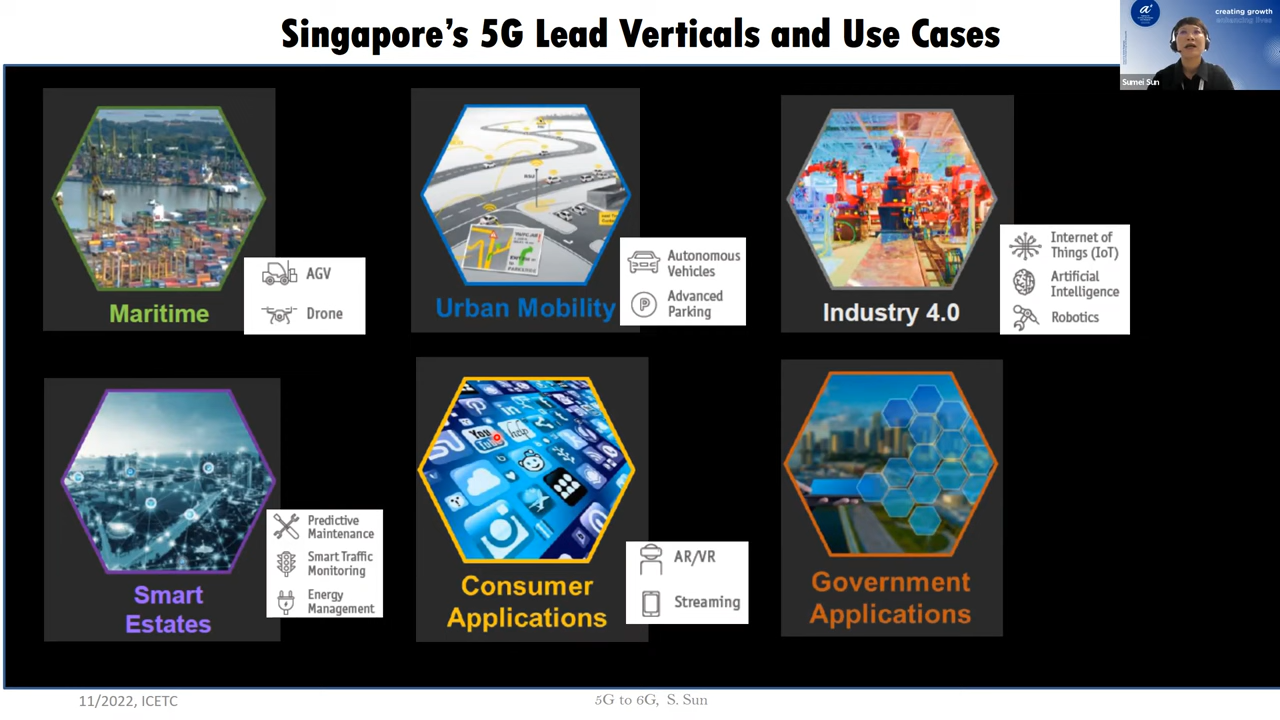 Singapore's 5G Lead Verticals and Use Cases
creating growth
enhancing lives
Sumei Sun
AGV
Drone
Maritime
Autonomous
Vehicles
Advanced
Parking
Urban Mobility
Internet of
Things (IoT)
Artificial
Intelligence
Robotics
Industry 4.0
Predictive
Maintenance
Smart Traffic
Monitoring
Energy
Management
Smart
Estates
You
Tube
AR/VR
Streaming
Consumer
Applications
Government
Applications
11/2022, ICETC
5G to 6G, S. Sun